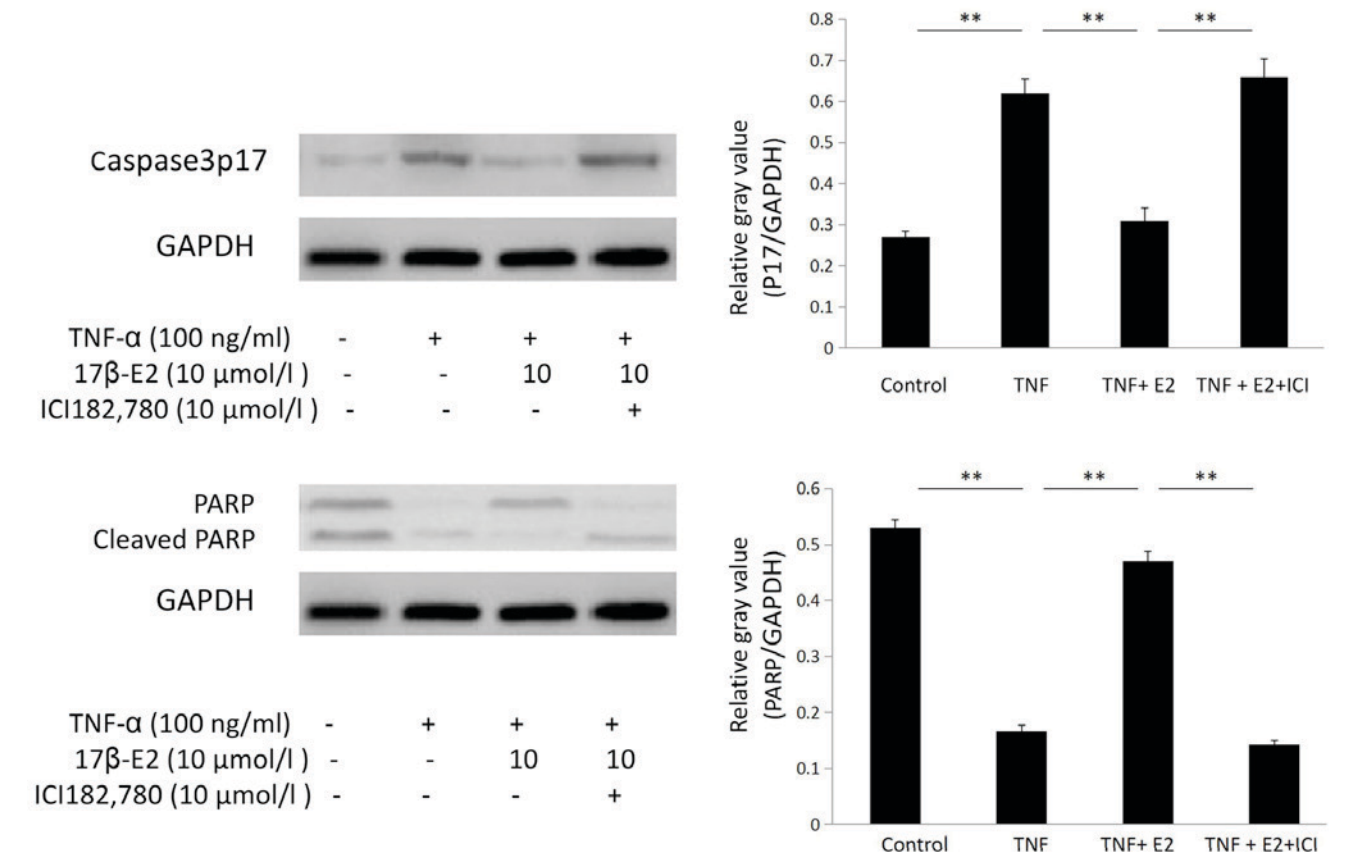 Caspase3p17
GAPDH
TNF-α (100 ng/ml) - + + +
17β-E2 (10 μmol/l ) - - 10 10
ICI182,780 (10 μmol/l ) - - - +
0.8
0.7
0.6
0.5
0.4
0.3
0.2
0.1
0
Relative gray value
(P17/GAPDH)
** ** **
Control TNF TNF+ E2 TNF + E2+ICI
PARP
Cleaved PARP
GAPDH
TNF-α (100 ng/ml) - + + +
17β-E2 (10 μmol/l ) - - 10 10
ICI182,780 (10 μmol/l ) - - - +
0.6
0.5
0.4
0.3
0.2
0.1
0
Relative gray value
(PARP/GAPDH)
** ** **
Control TNF TNF+ E2 TNF + E2+ICI